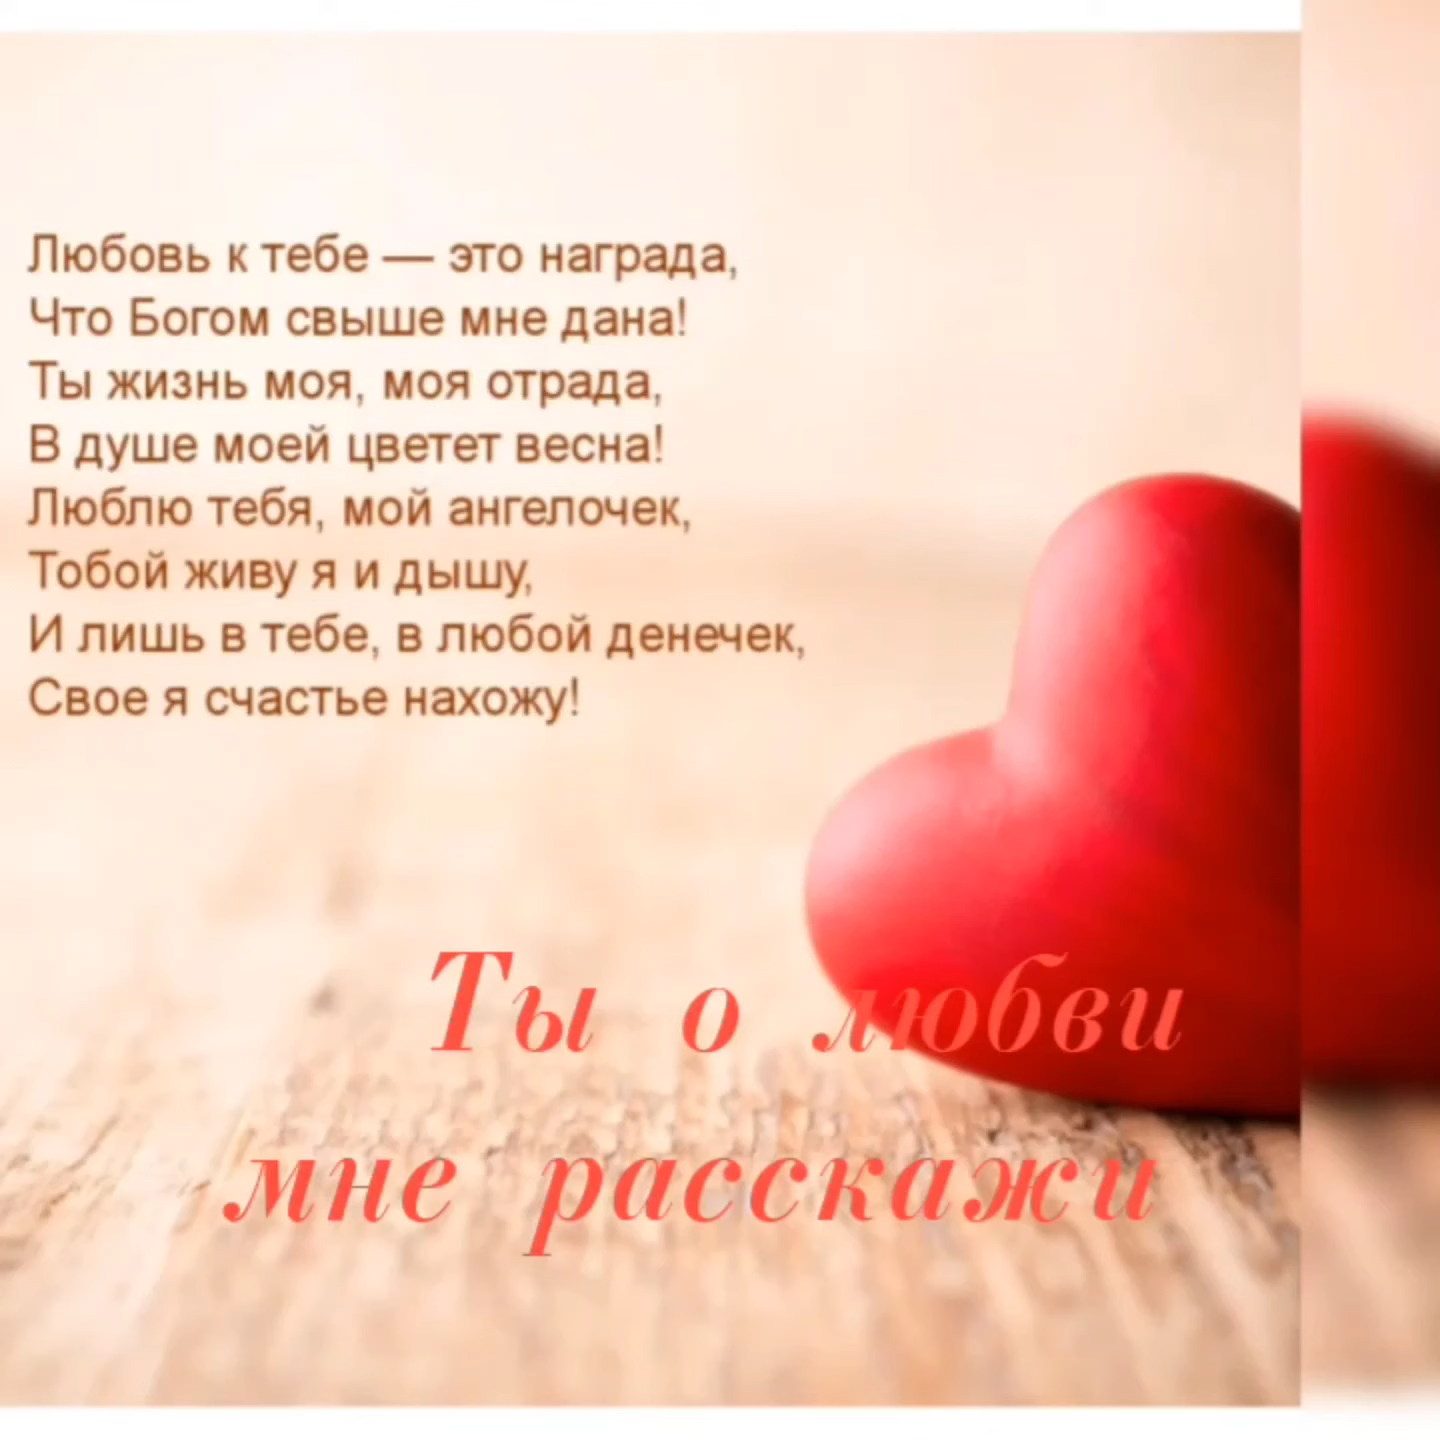 Любовь к тебе — это награда,
Что Богом свыше мне дана!
Ты жизнь моя, моя отрада,
В душе моей цветет весна!
Люблю тебя, мой ангелочек,
Тобой живу я и дышу,
И лишь в тебе, в любой денечек,
Свое я счастье нахожу!
Ты о любви
мне расскажи